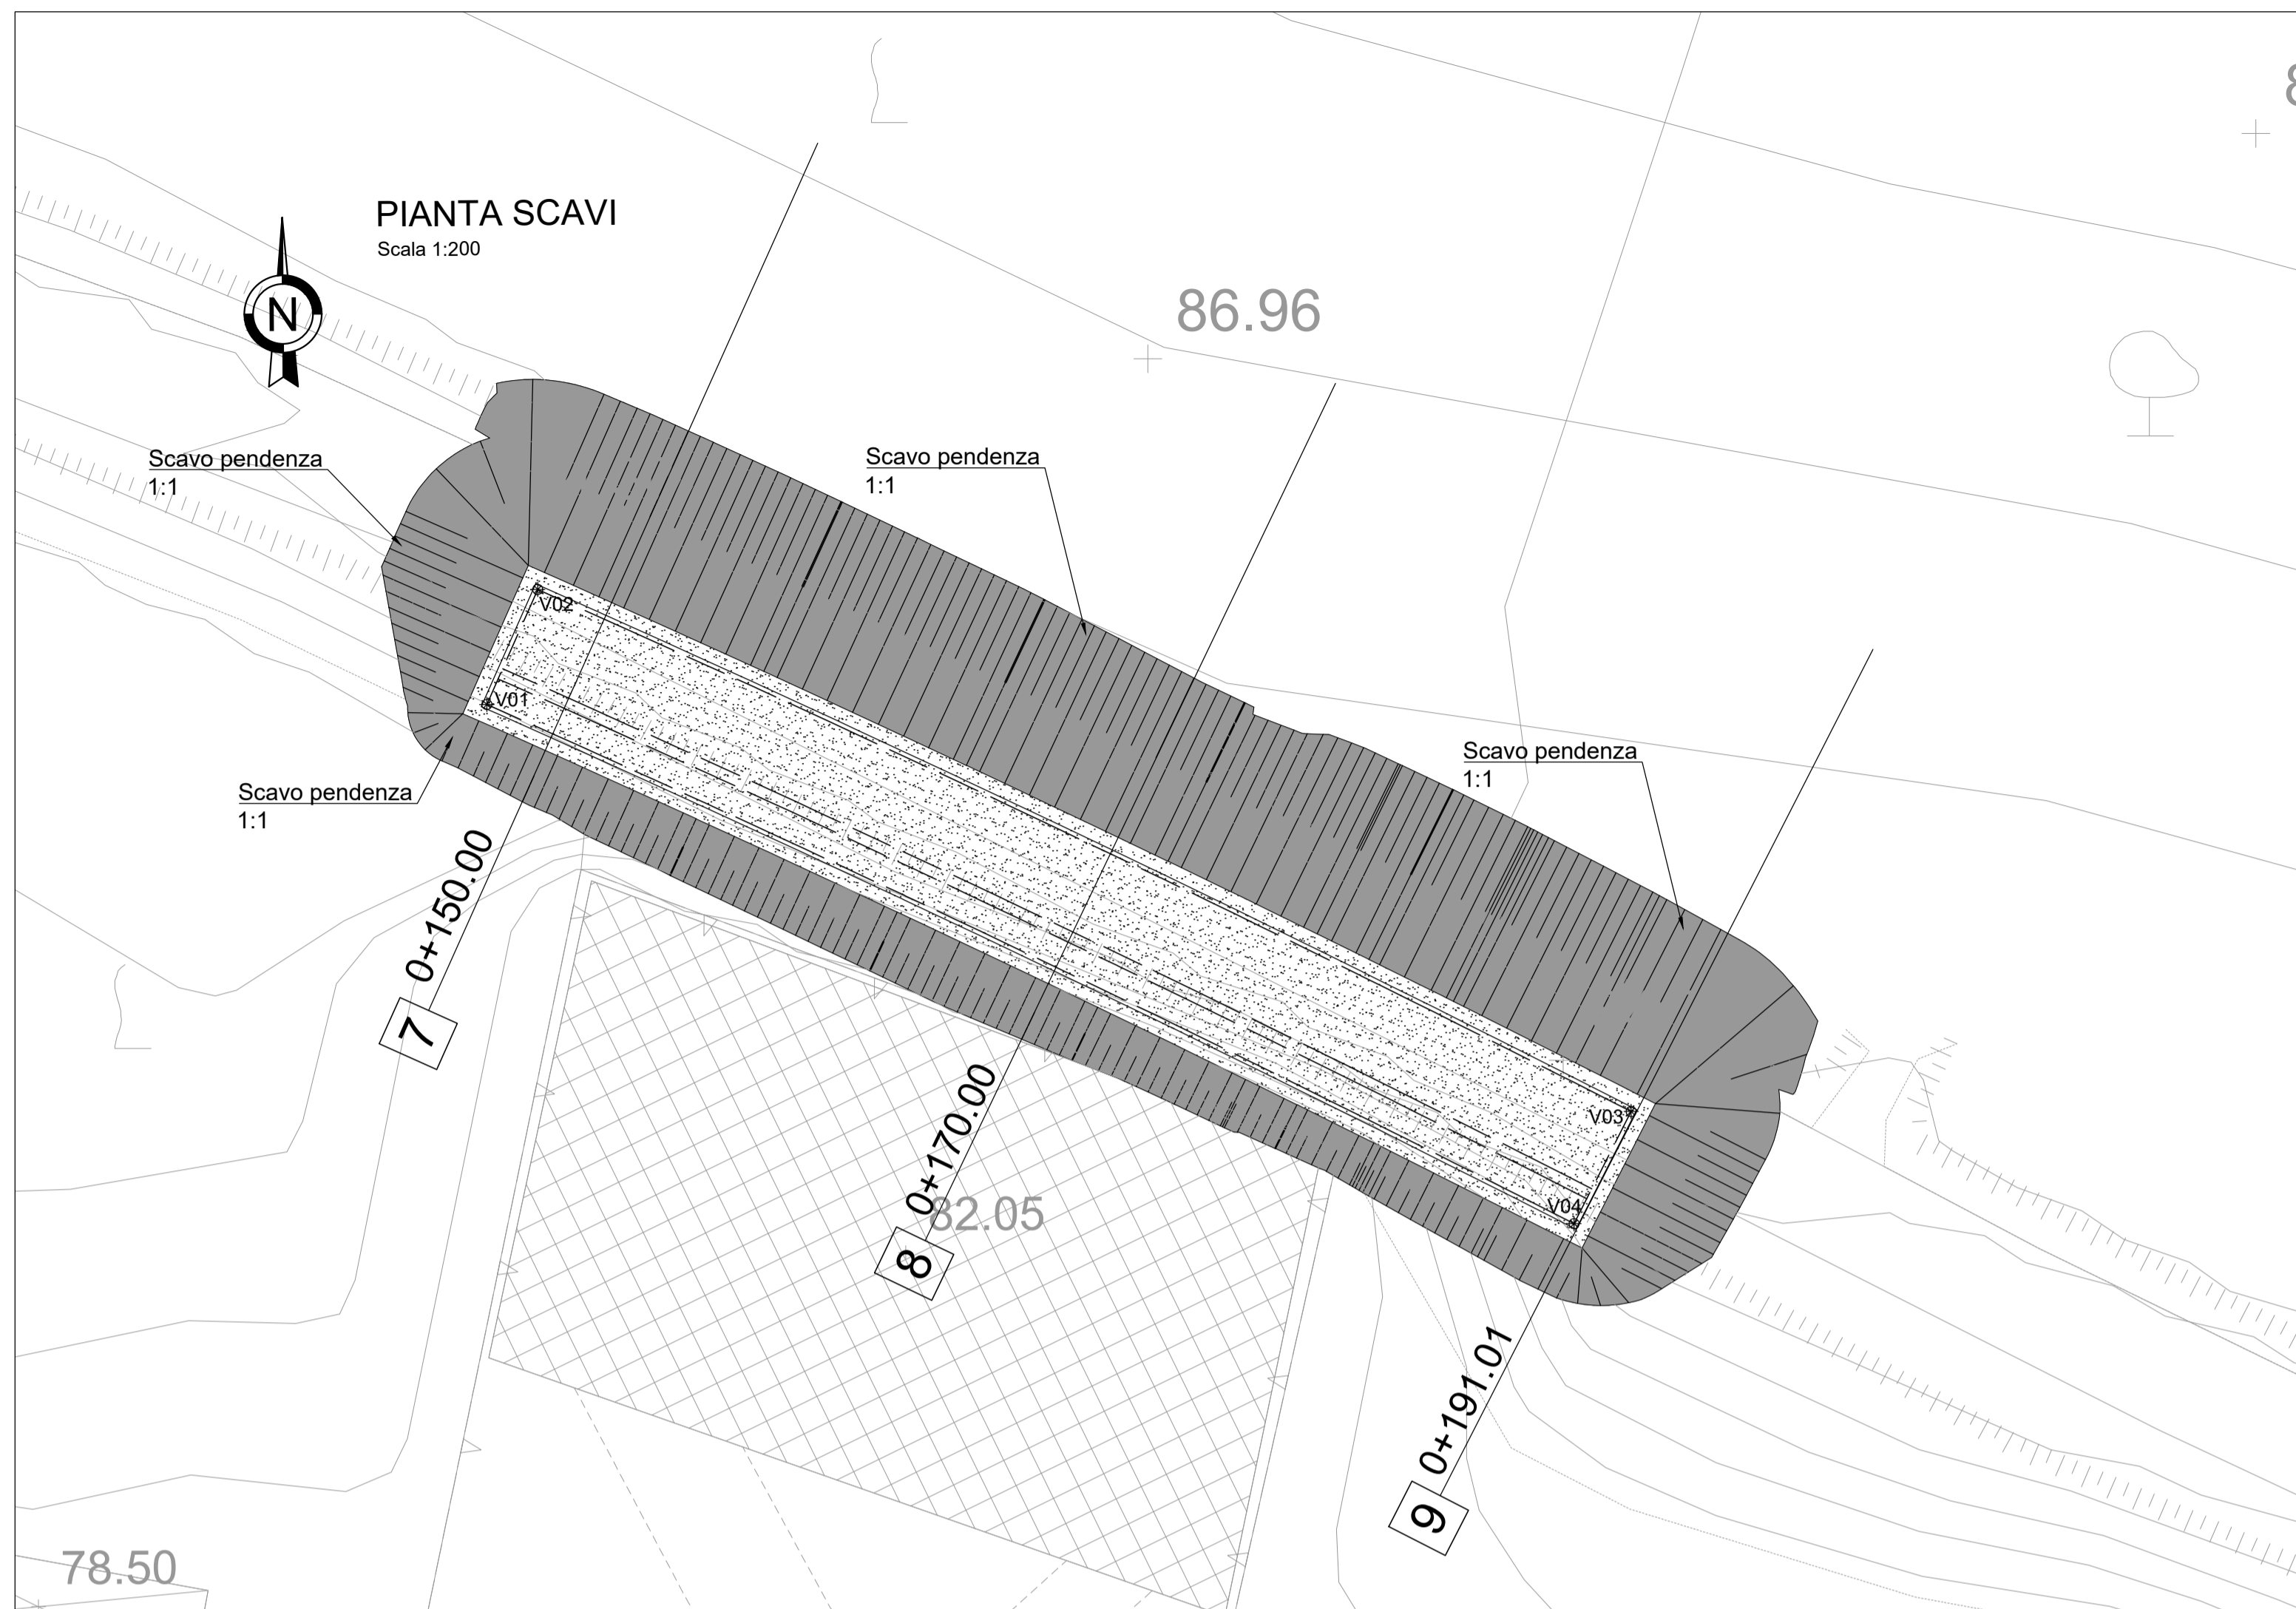 PIANTA SCAVI
Scala 1:200
N
86.96
Scavo pendenza
1:1
Scavo pendenza
1:1
V02
V01
Scavo pendenza
1:1
Scavo pendenza
1:1
7 0+150.00
8 0+170.00
82.05
V03
V04
9 0+191.01
78.50